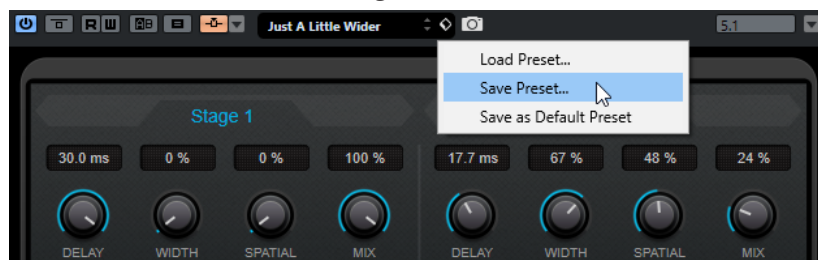 R W AB Just A Little Wider 5.1
Load Preset...
Save Preset...
Save as Default Preset
Stage 1
30.0 ms 0 % 0 % 100 % 17.7 ms 67 % 48 % 24 %
DELAY WIDTH SPATIAL MIX DELAY WIDTH SPATIAL MIX